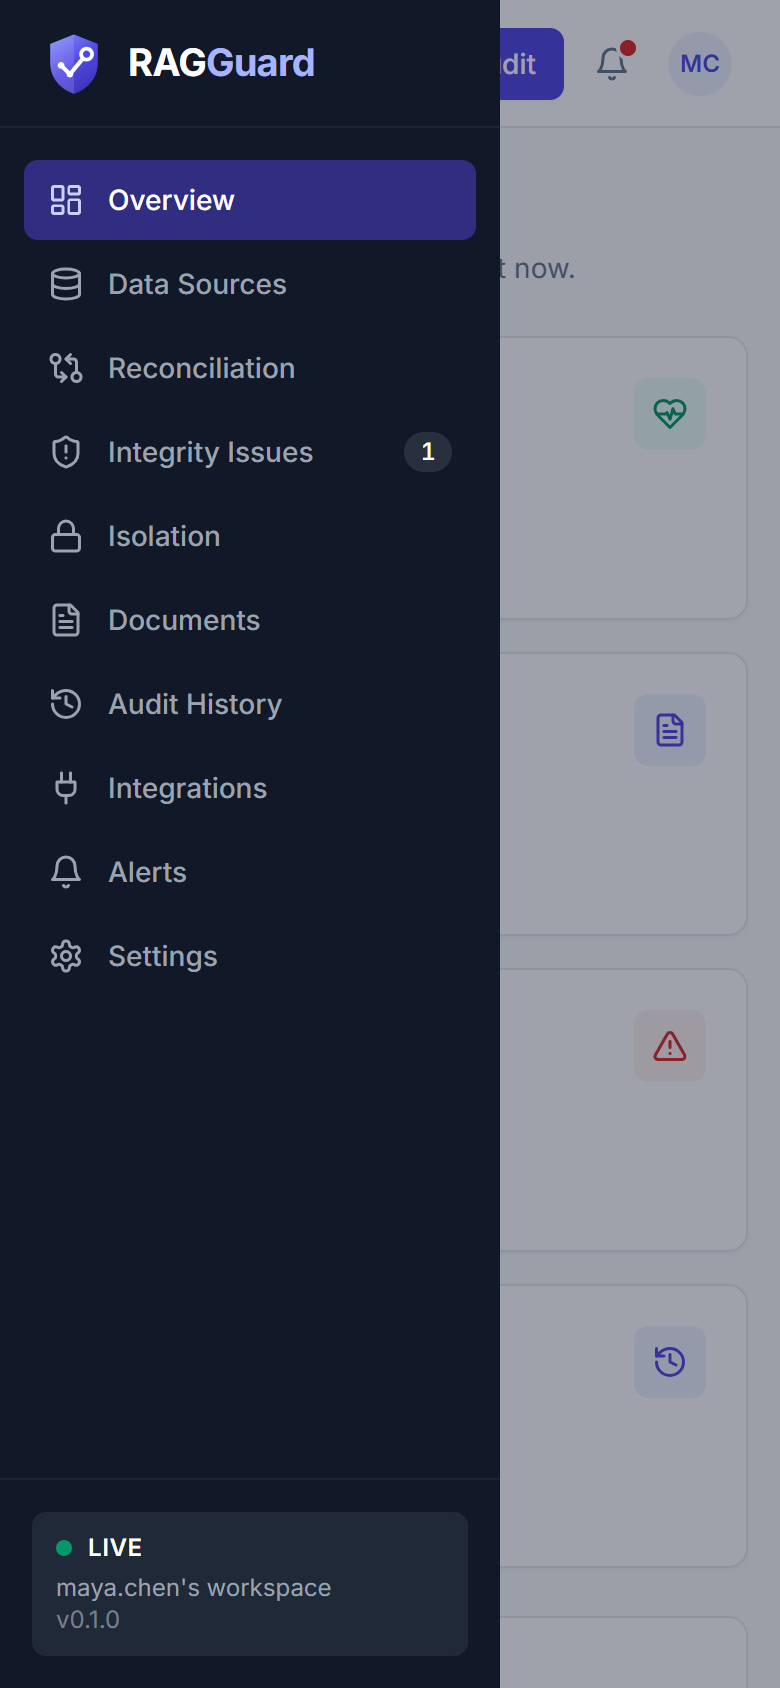 RAGGuard
MC
Overview
now.
Data Sources
Reconciliation
Integrity Issues
1
Isolation
Documents
Audit History
Integrations
Alerts
Settings
LIVE
maya.chen's workspace
v0.1.0